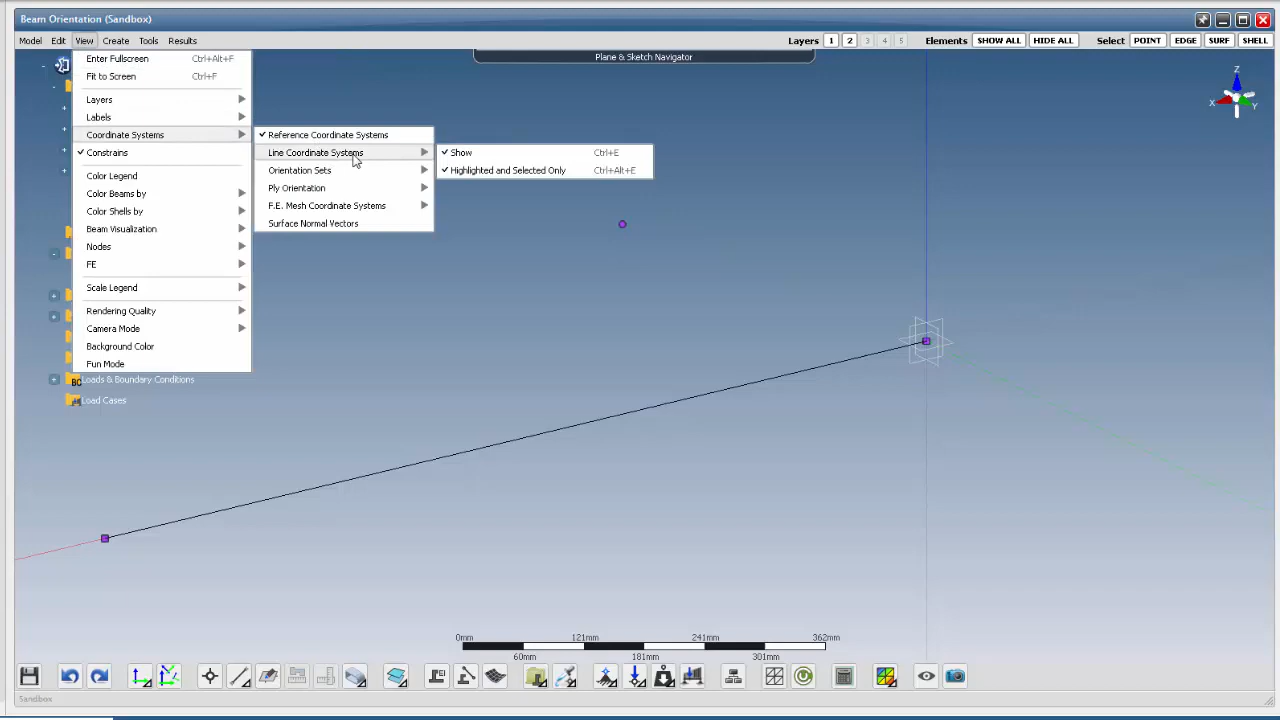 Beam Orientation (Sandbox)
Model Edit View Create Tools Results
Layers 1 2 3 4 5 Elements SHOW ALL HIDE ALL Select POINT EDGE SURF SHELL
Plane & Sketch Navigator
Enter Fullscreen Ctrl+Alt+F
Fit to Screen Ctrl+F
Layers
Labels
Coordinate Systems
Constrains
Color Legend
Color Beams by
Color Shells by
Beam Visualization
Nodes
FE
Scale Legend
Rendering Quality
Camera Mode
Background Color
Fun Mode
Reference Coordinate Systems
Line Coordinate Systems
Orientation Sets
Ply Orientation
F.E. Mesh Coordinate Systems
Surface Normal Vectors
Show Ctrl+E
Highlighted and Selected Only Ctrl+Alt+E
Z
X
Y
BC Loads & Boundary Conditions
Load Cases
0mm 121mm 241mm 362mm
60mm 181mm 301mm
Sandbox